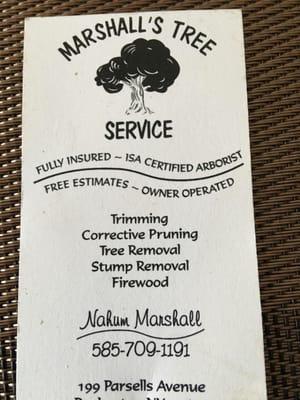 MARSHALL'S TREE
SERVICE
FULLY INSURED ~ ISA CERTIFIED ARBORIST
FREE ESTIMATES ~ OWNER OPERATED
Trimming
Corrective Pruning
Tree Removal
Stump Removal
Firewood
Nahum Marshall
585-709-1191
199 Parsells Avenue